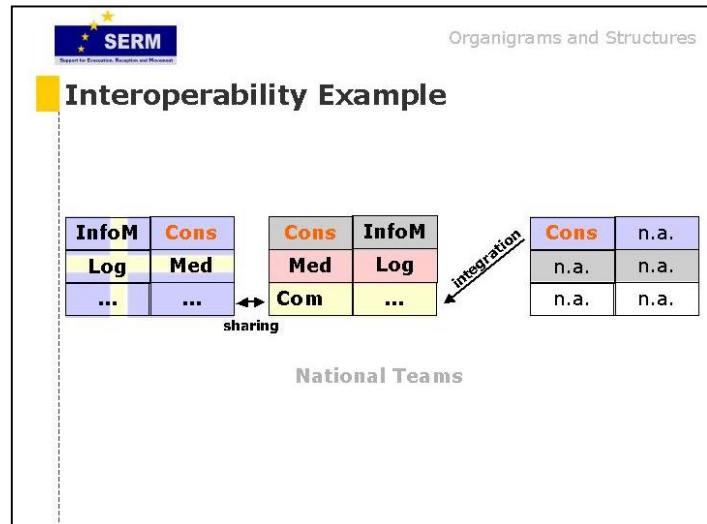 SERM
Support for Evacuation, Reception and Movement
Organigrams and Structures
Interoperability Example
InfoM Cons
Log Med
... ...
sharing
Cons InfoM
Med Log
Com ...
integration
Cons n.a.
n.a. n.a.
n.a. n.a.
National Teams